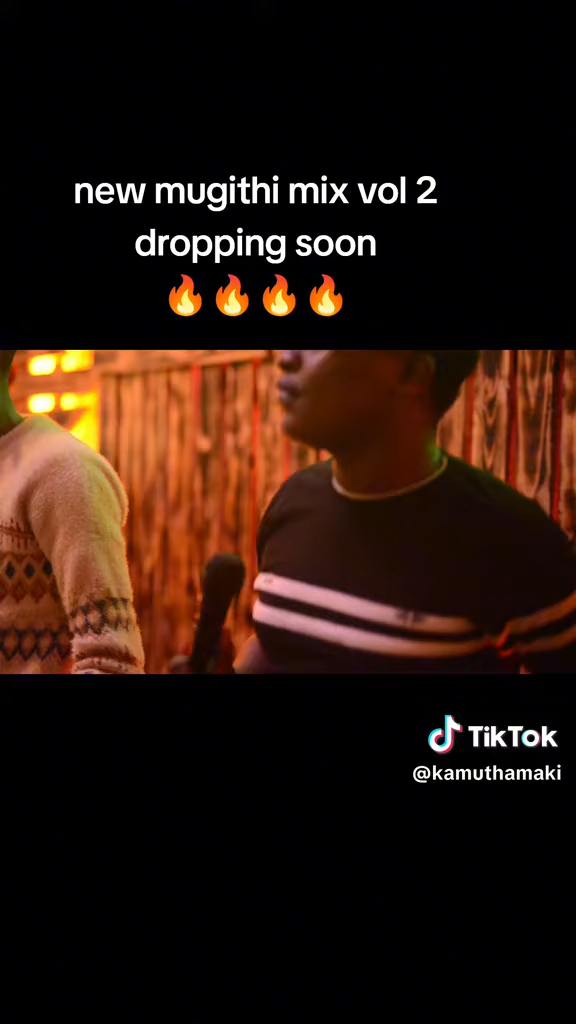 new mugithi mix vol 2
dropping soon
🔥🔥🔥🔥
TikTok
@kamuthamaki